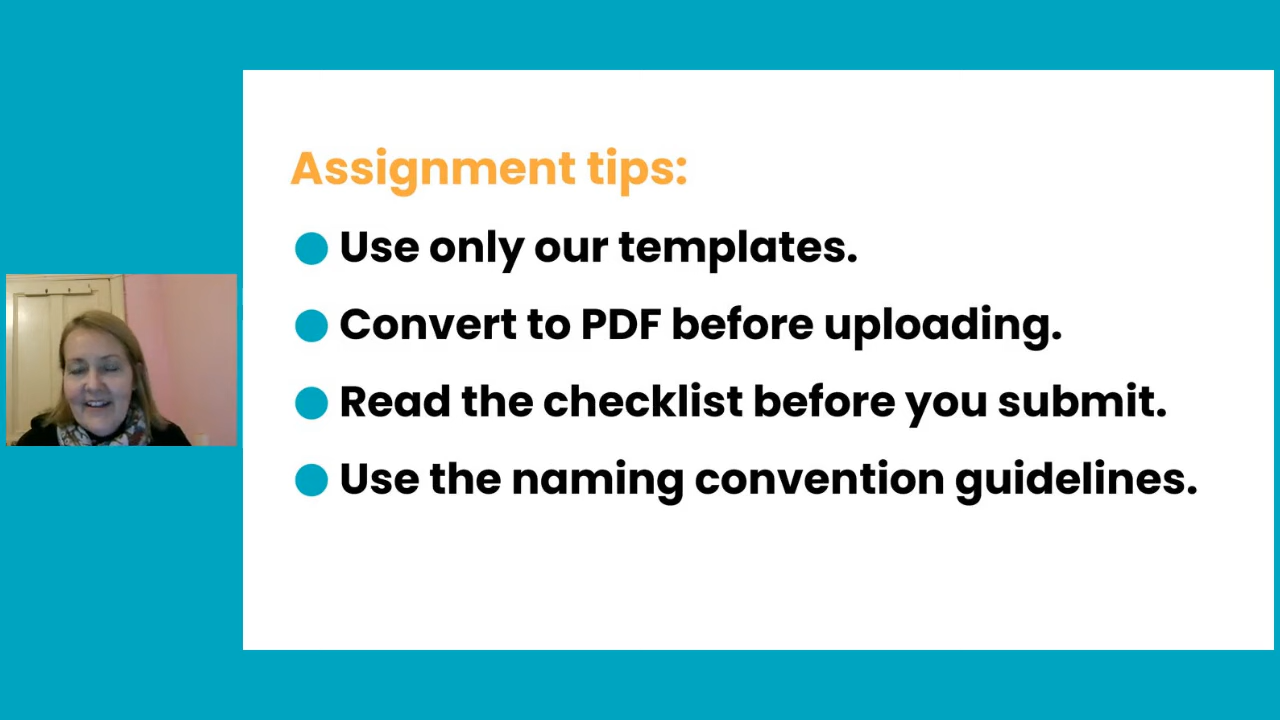 Assignment tips:
Use only our templates.
Convert to PDF before uploading.
Read the checklist before you submit.
Use the naming convention guidelines.